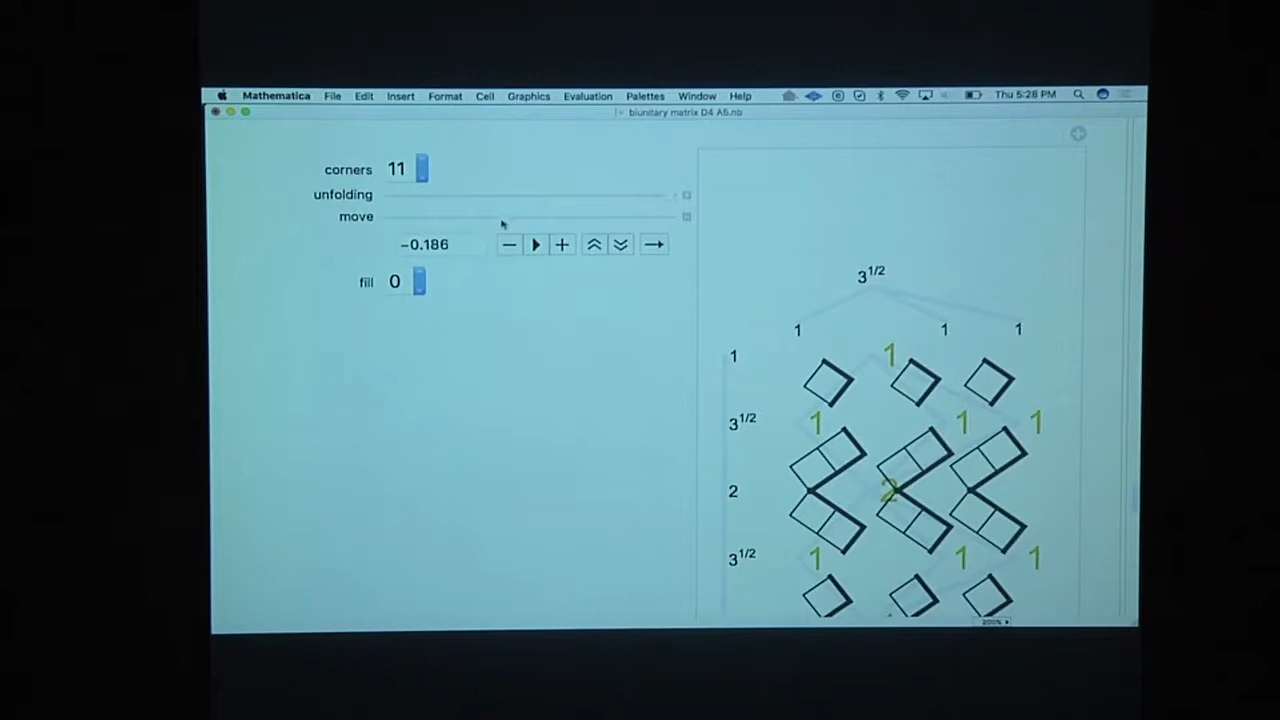 Mathematica File Edit Insert Format Cell Graphics Evaluation Palettes Window Help Thu 5:28 PM
biunitary matrix D4 A5.nb
corners 11
unfolding
move
−0.186
fill 0
3^1/2
1 1 1
1 1
3^1/2 1 1 1
2 2
3^1/2 1 1 1
200%